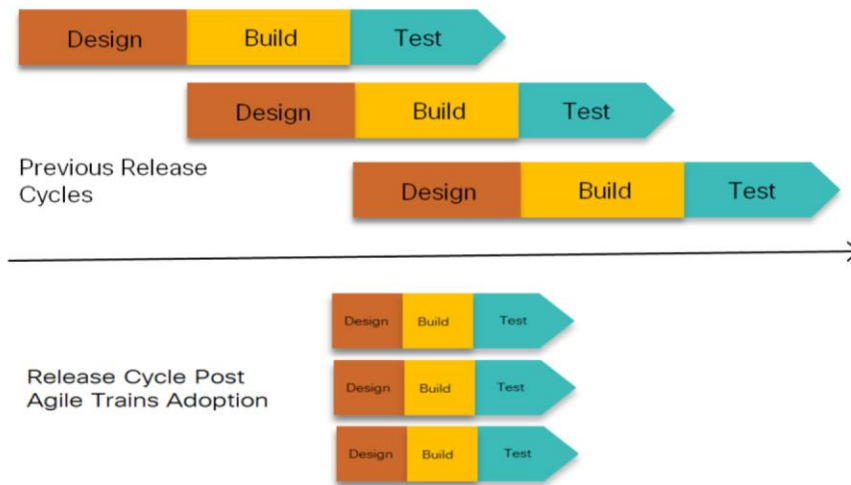 Design Build Test
Design Build Test
Previous Release
Cycles
Design Build Test
Design Build Test
Release Cycle Post
Agile Trains Adoption
Design Build Test
Design Build Test